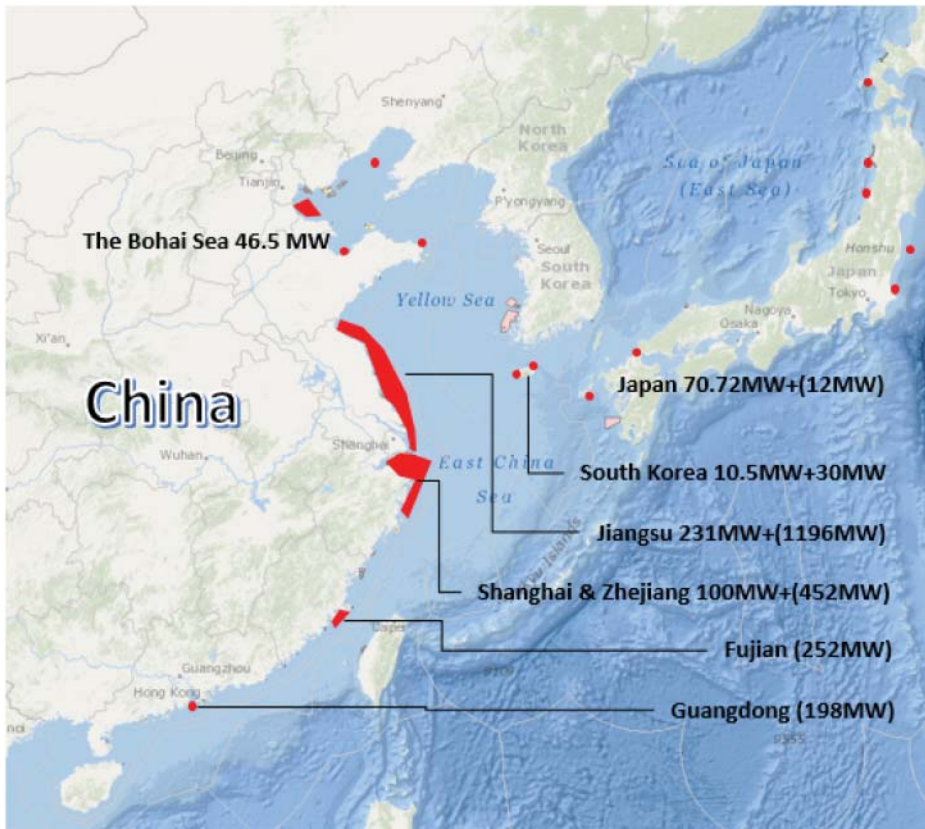 Shenyang
North
Korea
Beijing
Tianjin
Sea of Japan
(East Sea)
P'yongyang
The Bohai Sea 46.5 MW
Seoul
South
Korea
Honshu
Japan
Tokyo
Yellow Sea
Nagoya
Osaka
Xi'an
China
Japan 70.72MW+(12MW)
Shanghai
Wuhan
East China
Sea
South Korea 10.5MW+30MW
Jiangsu 231MW+(1196MW)
Islands
Shanghai & Zhejiang 100MW+(452MW)
Fujian (252MW)
Guangzhou
Hong Kong
Guangdong (198MW)